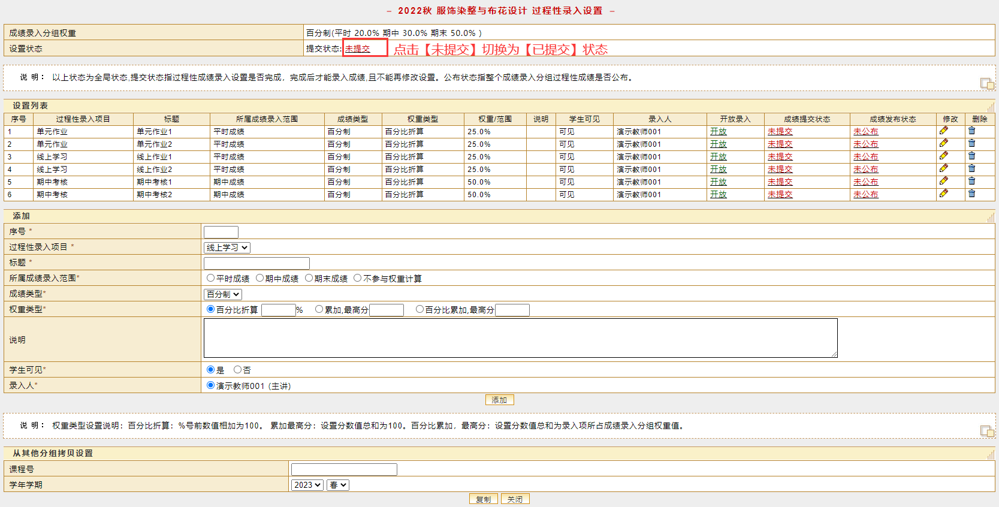 － 2022秋 服饰染整与布花设计 过程性录入设置 －
成绩录入分组权重 百分制(平时 20.0% 期中 30.0% 期末 50.0% )
设置状态 提交状态:未提交 点击【未提交】切换为【已提交】状态
说 明： 以上状态为全局状态,提交状态指过程性成绩录入设置是否完成，完成后才能录入成绩,且不能再修改设置。公布状态指整个成绩录入分组过程性成绩是否公布。
设置列表
序号 过程性录入项目 标题 所属成绩录入范围 成绩类型 权重类型 权重/范围 说明 学生可见 录入人 开放录入 成绩提交状态 成绩发布状态 修改 删除
1 单元作业 单元作业1 平时成绩 百分制 百分比折算 25.0% 可见 演示教师001 开放 未提交 未公布
2 单元作业 单元作业2 平时成绩 百分制 百分比折算 25.0% 可见 演示教师001 开放 未提交 未公布
3 线上学习 线上作业1 平时成绩 百分制 百分比折算 25.0% 可见 演示教师001 开放 未提交 未公布
4 线上学习 线上作业2 平时成绩 百分制 百分比折算 25.0% 可见 演示教师001 开放 未提交 未公布
5 期中考核 期中考核1 期中成绩 百分制 百分比折算 50.0% 可见 演示教师001 开放 未提交 未公布
6 期中考核 期中考核2 期中成绩 百分制 百分比折算 50.0% 可见 演示教师001 开放 未提交 未公布
添加
序号 *
过程性录入项目 * 线上学习
标题 *
所属成绩录入范围* 平时成绩 期中成绩 期末成绩 不参与权重计算
成绩类型* 百分制
权重类型* 百分比折算 % 累加,最高分 百分比累加,最高分
说明
学生可见* 是 否
录入人* 演示教师001 (主讲)
添加
说 明： 权重类型设置说明：百分比折算：%号前数值相加为100。 累加最高分：设置分数值总和为100。百分比累加，最高分：设置分数值总和为录入项所占成绩录入分组权重值。
从其他分组拷贝设置
课程号
学年学期 2023 春
复制 关闭